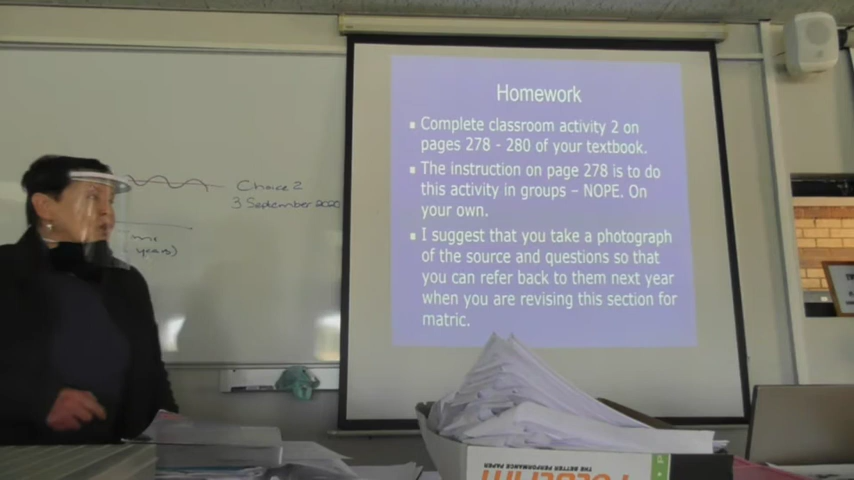 Homework
Complete classroom activity 2 on
pages 278 - 280 of your textbook.
The instruction on page 278 is to do
this activity in groups – NOPE. On
your own.
I suggest that you take a photograph
of the source and questions so that
you can refer back to them next year
when you are revising this section for
matric.
Choice 2
3 September 2020
years)
THE BETTER PERFORMANCE PAPER